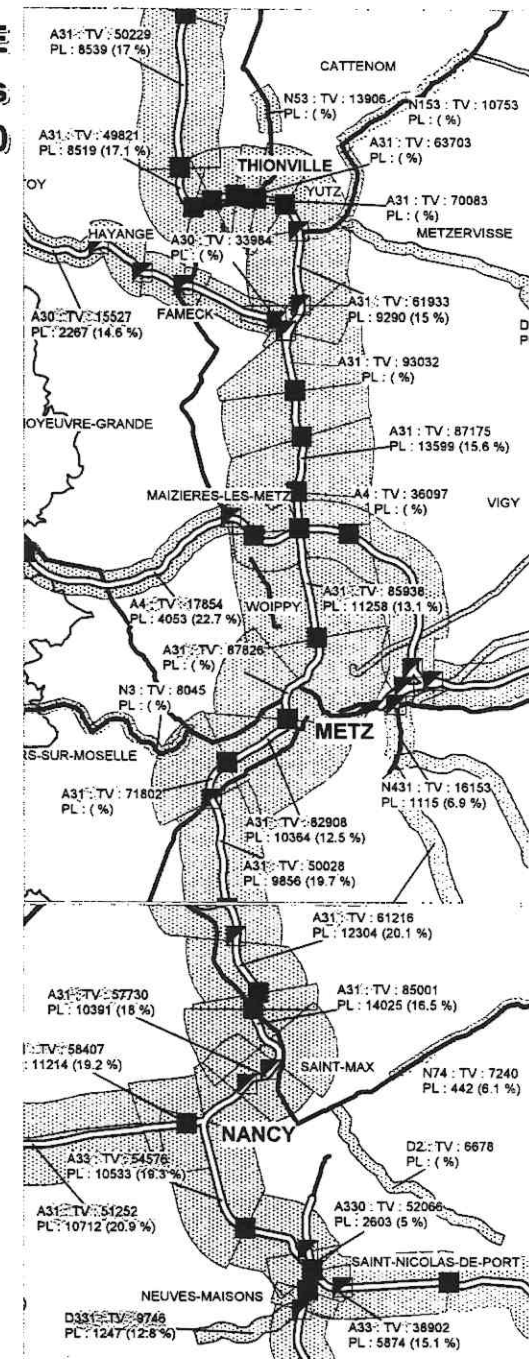 A31 : TV : 50229
PL : 8539 (17 %)
CATTENOM
N53 : TV : 13906
PL : ( %)
N153 : TV : 10753
PL : ( %)
A31 : TV : 49821
PL : 8519 (17.1 %)
A31 : TV : 63703
PL : ( %)
THIONVILLE
YUTZ
A31 : TV : 70083
PL : ( %)
HAYANGE
A30 : TV : 33984
PL : ( %)
METZERVISSE
A30 : TV : 15527
PL : 2267 (14.6 %)
FAMECK
A31 : TV : 61933
PL : 9290 (15 %)
A31 : TV : 93032
PL : ( %)
OYEUVRE-GRANDE
A31 : TV : 87175
PL : 13599 (15.6 %)
MAIZIERES-LES-METZ
A4 : TV : 36097
PL : ( %)
VIGY
A4 : TV : 17854
PL : 4053 (22.7 %)
WOIPPY
A31 : TV : 85938
PL : 11258 (13.1 %)
A31 : TV : 87826
PL : ( %)
N3 : TV : 8045
PL : ( %)
METZ
RS-SUR-MOSELLE
A31 : TV : 71802
PL : ( %)
N431 : TV : 16153
PL : 1115 (6.9 %)
A31 : TV : 82908
PL : 10364 (12.5 %)
A31 : TV : 50028
PL : 9856 (19.7 %)
A31 : TV : 61216
PL : 12304 (20.1 %)
A31 : TV : 57730
PL : 10391 (18 %)
A31 : TV : 85001
PL : 14025 (16.5 %)
TV : 58407
11214 (19.2 %)
SAINT-MAX
N74 : TV : 7240
PL : 442 (6.1 %)
NANCY
A33 : TV : 54576
PL : 10533 (19.3 %)
D2 : TV : 6678
PL : ( %)
A31 : TV : 51252
PL : 10712 (20.9 %)
A330 : TV : 52066
PL : 2603 (5 %)
SAINT-NICOLAS-DE-PORT
NEUVES-MAISONS
D331 : TV : 9746
PL : 1247 (12.8 %)
A33 : TV : 38902
PL : 5874 (15.1 %)